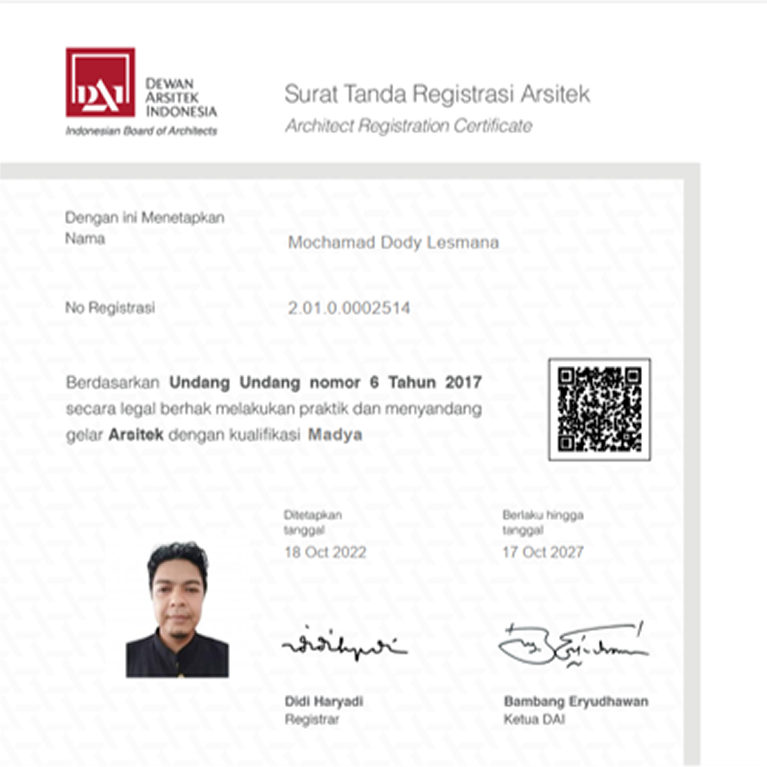 DAI
DEWAN
ARSITEK
INDONESIA
Indonesian Board of Architects
Surat Tanda Registrasi Arsitek
Architect Registration Certificate
Dengan ini Menetapkan
Nama
Mochamad Dody Lesmana
No Registrasi
2.01.0.0002514
Berdasarkan Undang Undang nomor 6 Tahun 2017
secara legal berhak melakukan praktik dan menyandang
gelar Arsitek dengan kualifikasi Madya
Ditetapkan
tanggal
18 Oct 2022
Berlaku hingga
tanggal
17 Oct 2027
Didi Haryadi
Registrar
Bambang Eryudhawan
Ketua DAI